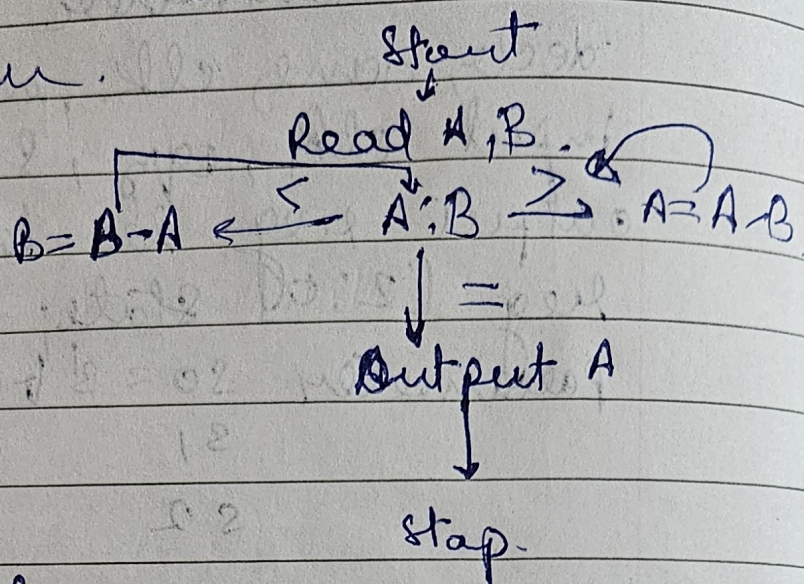 Start
Read A, B.
< >
B = B - A A : B A = A - B
=
Output A
Stop.